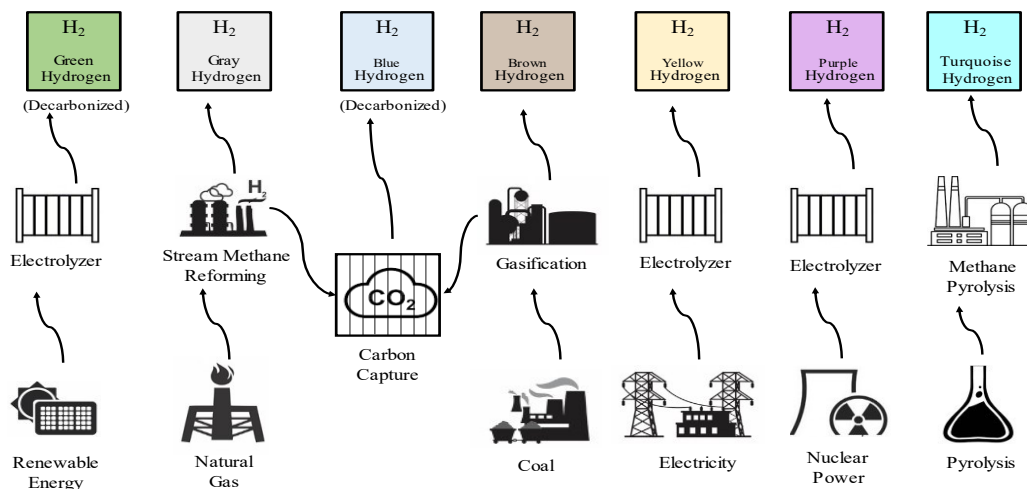 H2
Green
Hydrogen
(Decarbonized)
H2
Gray
Hydrogen
H2
Blue
Hydrogen
(Decarbonized)
H2
Brown
Hydrogen
H2
Yellow
Hydrogen
H2
Purple
Hydrogen
H2
Turquoise
Hydrogen
Electrolyzer
H2
Stream Methane
Reforming
CO2
Carbon
Capture
Gasification
Electrolyzer
Electrolyzer
Methane
Pyrolysis
Renewable
Energy
Natural
Gas
Coal
Electricity
Nuclear
Power
Pyrolysis